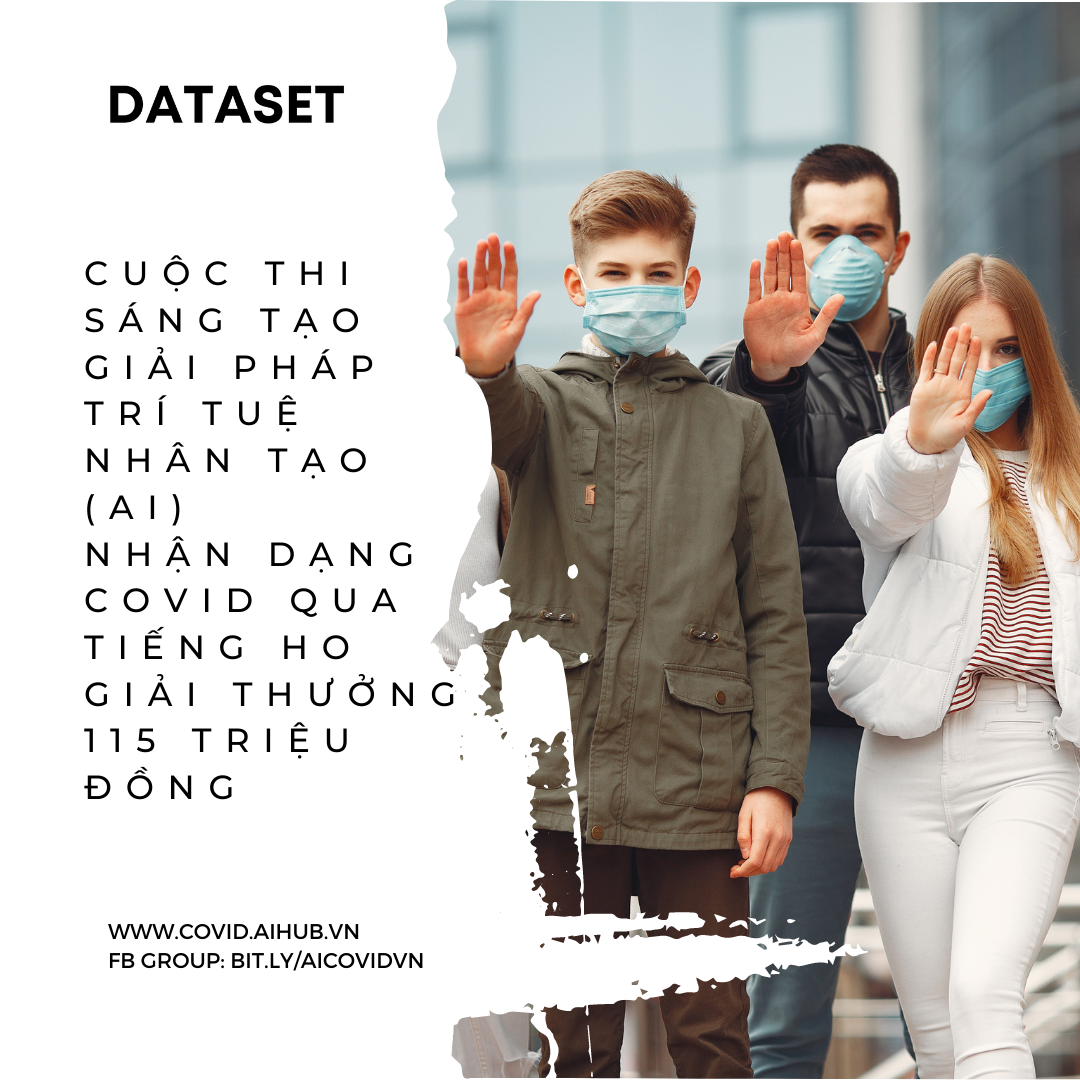 DATASET
CUỘC THI
SÁNG TẠO
GIẢI PHÁP
TRÍ TUỆ
NHÂN TẠO
(AI)
NHẬN DẠNG
COVID QUA
TIẾNG HO
GIẢI THƯỞNG
115 TRIỆU
ĐỒNG
WWW.COVID.AIHUB.VN
FB GROUP: BIT.LY/AICOVIDVN